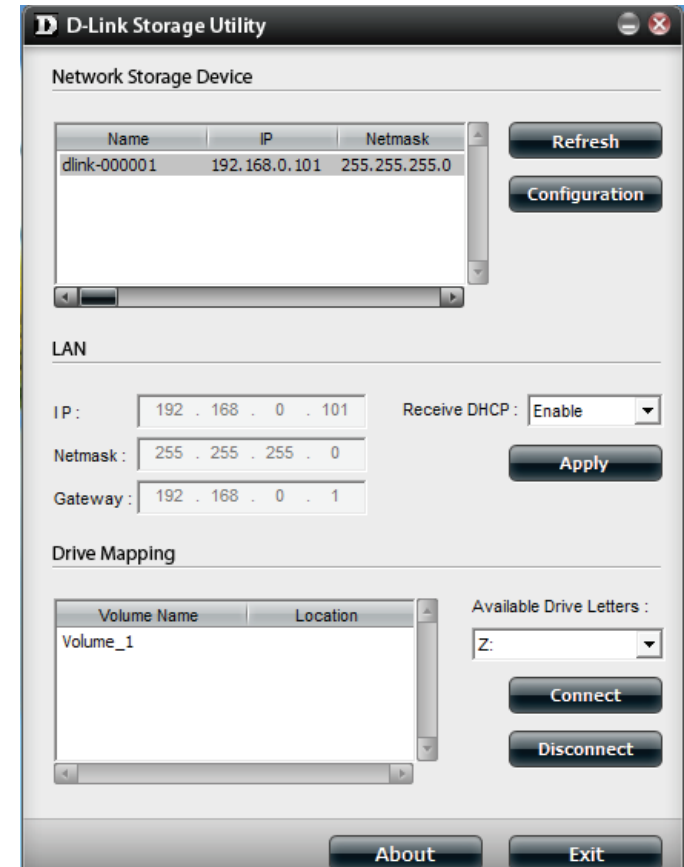 D D-Link Storage Utility
Network Storage Device
Name IP Netmask
dlink-000001 192.168.0.101 255.255.255.0
Refresh
Configuration
LAN
IP : 192 . 168 . 0 . 101
Receive DHCP : Enable
Netmask : 255 . 255 . 255 . 0
Apply
Gateway : 192 . 168 . 0 . 1
Drive Mapping
Volume Name Location
Volume_1
Available Drive Letters :
Z:
Connect
Disconnect
About Exit